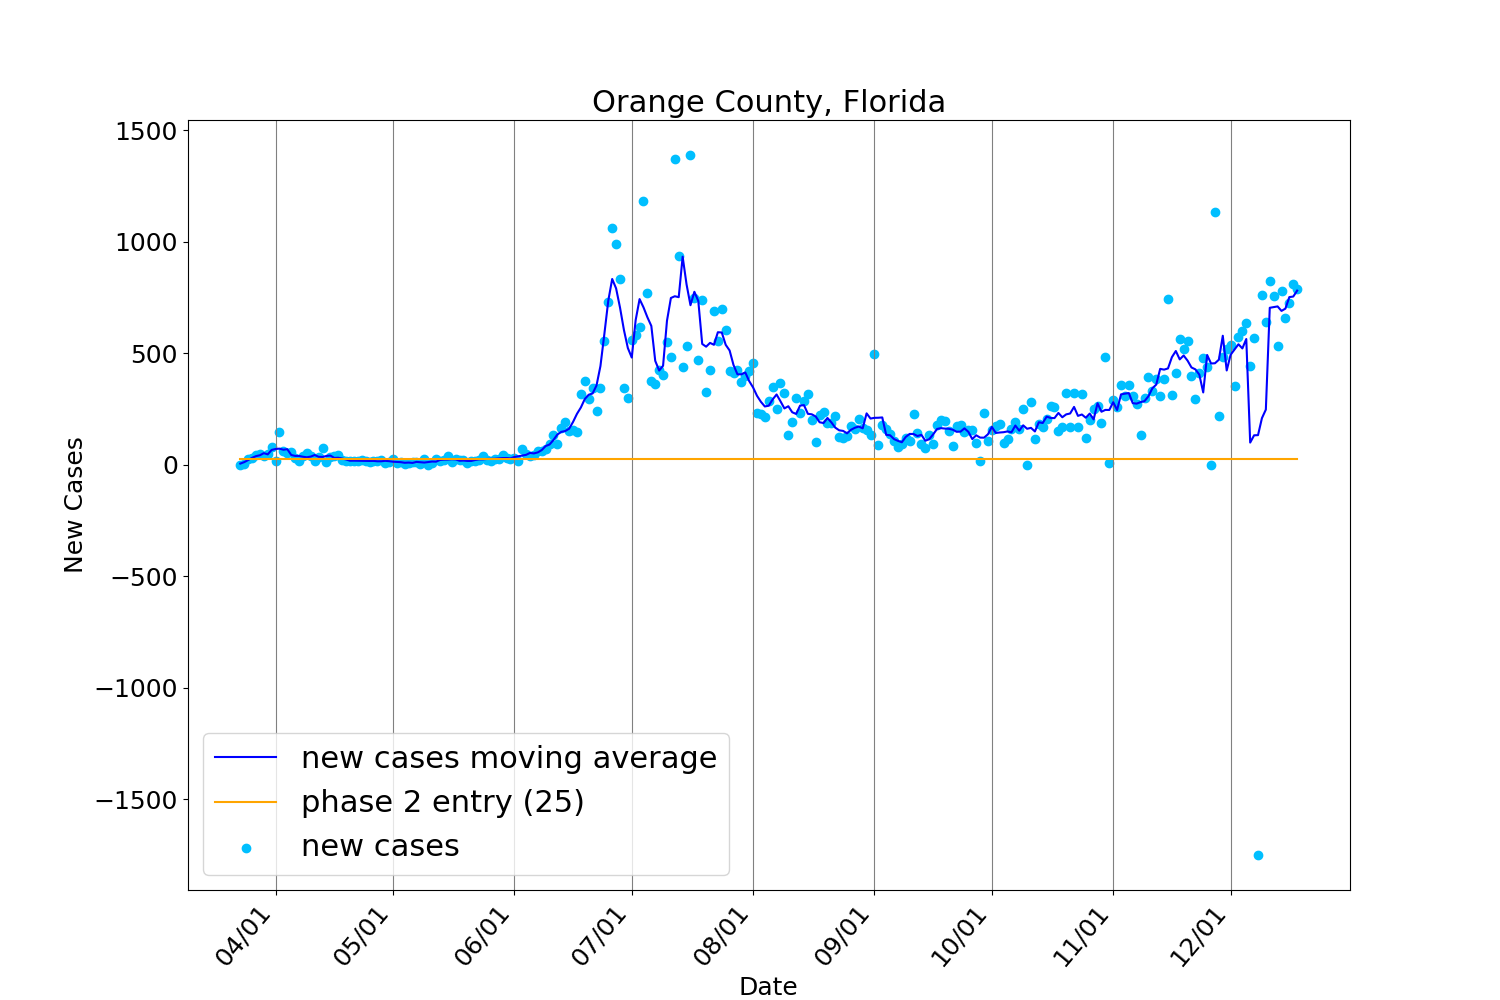 Orange County, Florida
1500
1000
500
0
−500
−1000
−1500
New Cases
new cases moving average
phase 2 entry (25)
new cases
04/01
05/01
06/01
07/01
08/01
09/01
10/01
11/01
12/01
Date